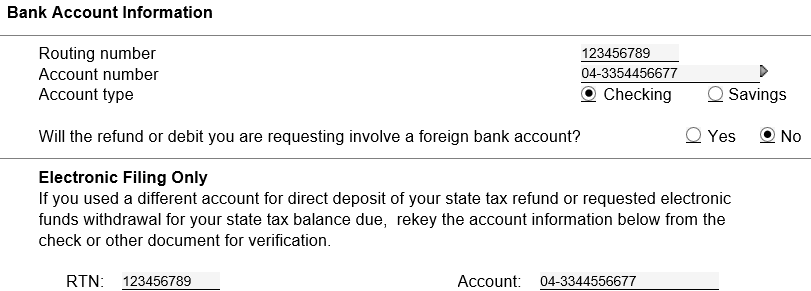 Bank Account Information
Routing number 123456789
Account number 04-3354456677
Account type Checking Savings
Will the refund or debit you are requesting involve a foreign bank account? Yes No
Electronic Filing Only
If you used a different account for direct deposit of your state tax refund or requested electronic
funds withdrawal for your state tax balance due, rekey the account information below from the
check or other document for verification.
RTN: 123456789 Account: 04-3344556677